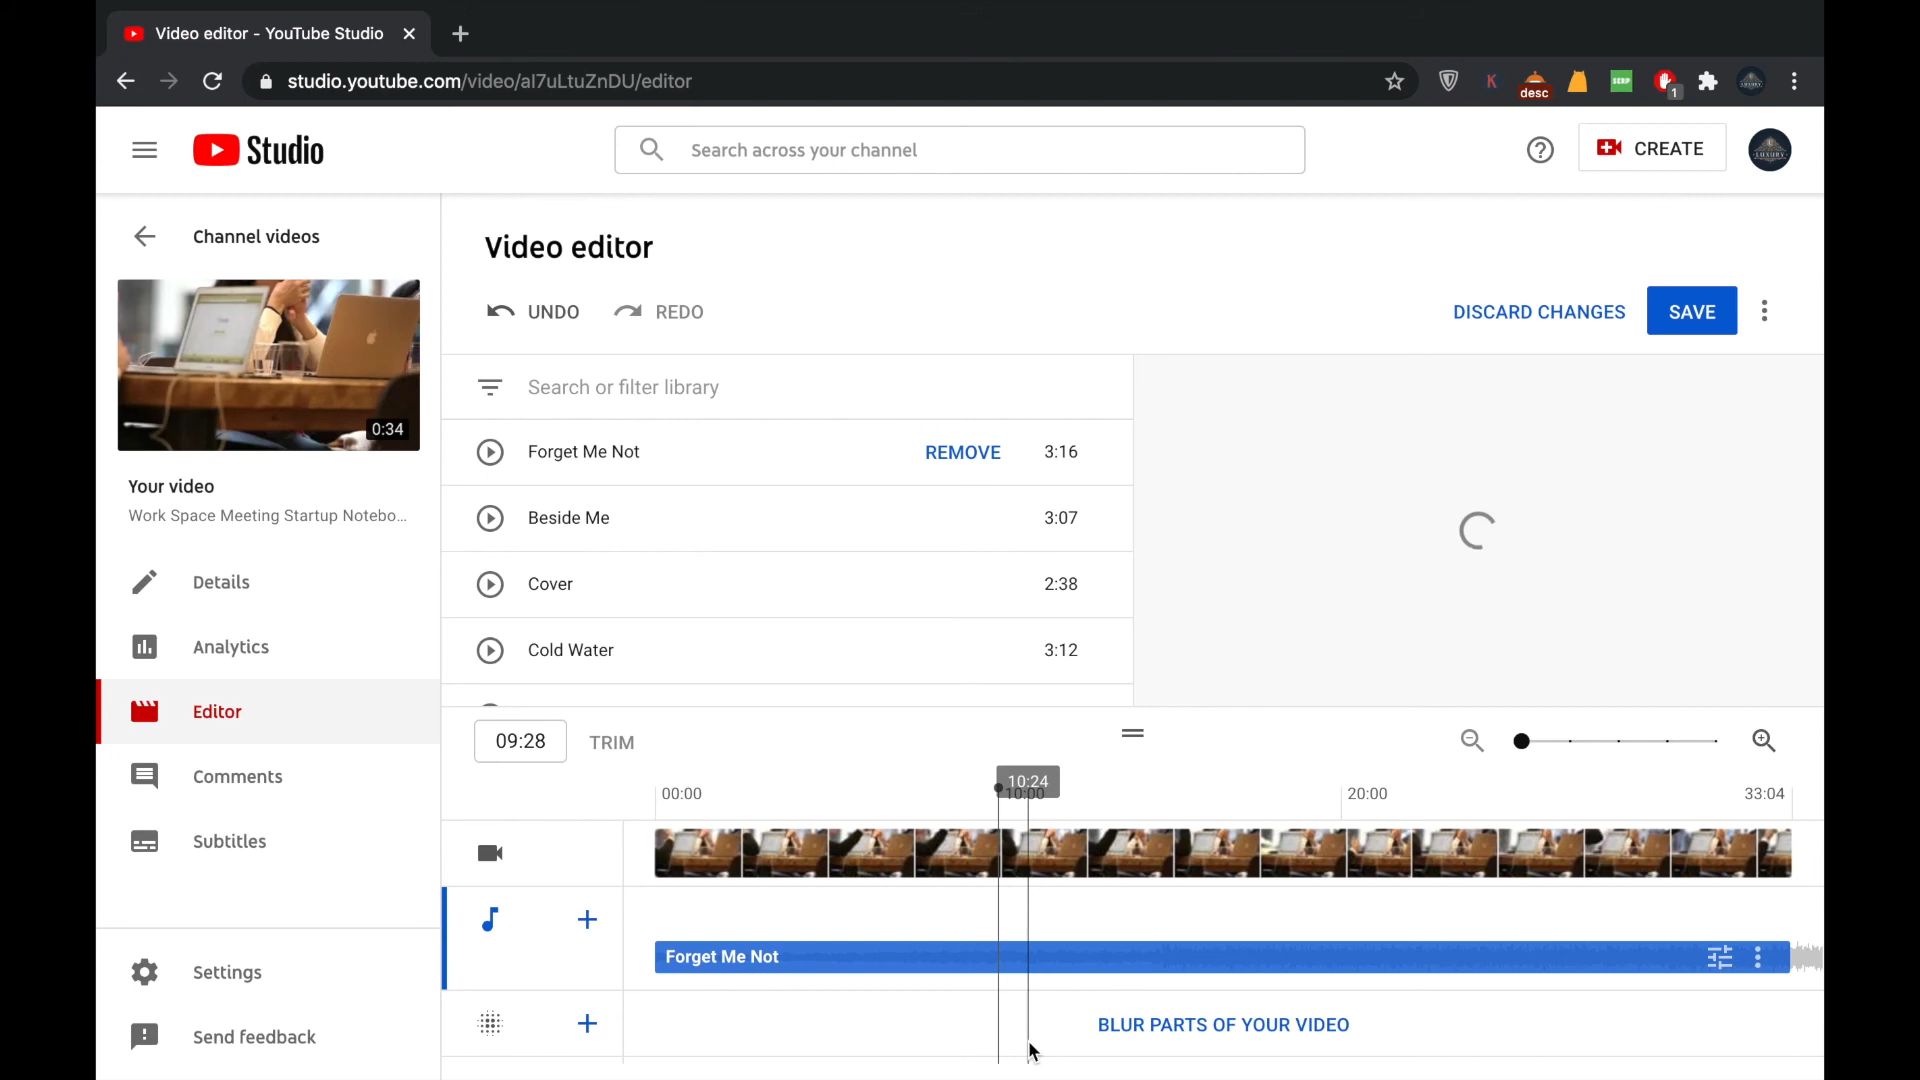 Video editor - YouTube Studio
studio.youtube.com/video/al7uLtuZnDU/editor
K
desc
SERP
1
Studio
Search across your channel
CREATE
LUXURY
Channel videos
Video editor
UNDO
REDO
DISCARD CHANGES
SAVE
0:34
Search or filter library
Forget Me Not
REMOVE
3:16
Your video
Work Space Meeting Startup Notebo...
Beside Me
3:07
Details
Cover
2:38
Analytics
Cold Water
3:12
Editor
09:28
TRIM
Comments
10:24
00:00
10:00
20:00
33:04
Subtitles
Forget Me Not
Settings
BLUR PARTS OF YOUR VIDEO
Send feedback